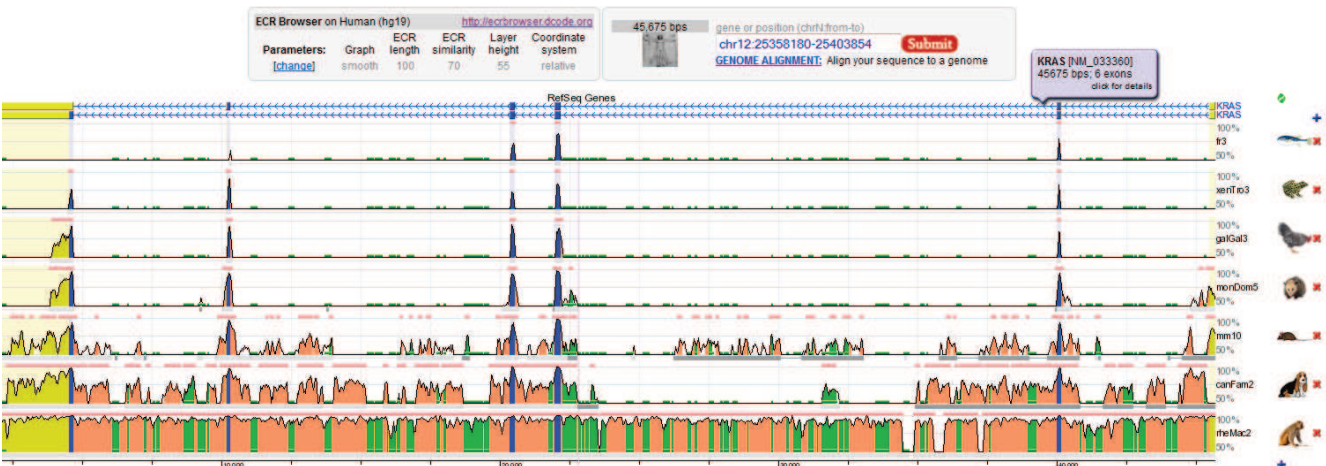 ECR Browser on Human (hg19) http://ecrbrowser.dcode.org
Parameters: Graph ECR length ECR similarity Layer height Coordinate system
[change] smooth 100 70 55 relative
45,675 bps
gene or position (chrN:from-to)
chr12:25358180-25403854 Submit
GENOME ALIGNMENT: Align your sequence to a genome
KRAS [NM_033360]
45675 bps; 6 exons
click for details
RefSeq Genes
KRAS
KRAS
100%
fr3
50%
100%
xenTro3
50%
100%
galGal3
50%
100%
monDom5
50%
100%
mm10
50%
100%
canFam2
50%
100%
rheMac2
50%